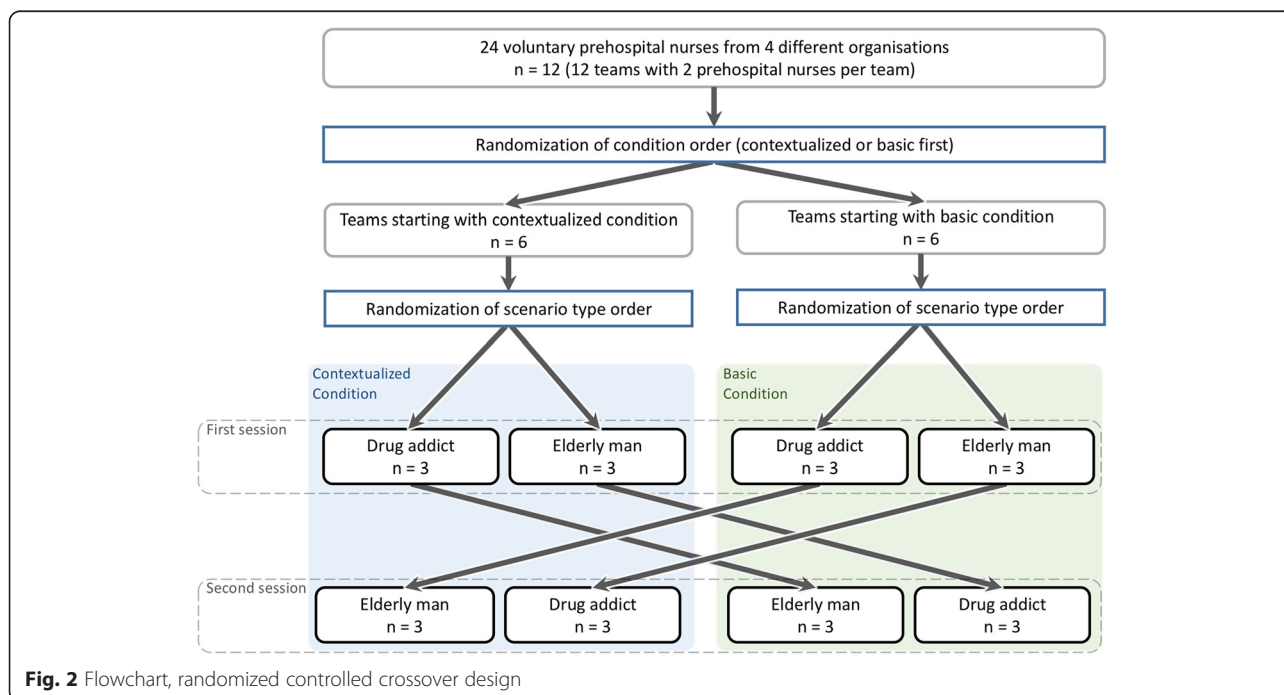 24 voluntary prehospital nurses from 4 different organisations
n = 12 (12 teams with 2 prehospital nurses per team)
Randomization of condition order (contextualized or basic first)
Teams starting with contextualized condition
n = 6
Teams starting with basic condition
n = 6
Randomization of scenario type order
Randomization of scenario type order
Contextualized
Condition
Basic
Condition
First session
Drug addict
n = 3
Elderly man
n = 3
Drug addict
n = 3
Elderly man
n = 3
Second session
Elderly man
n = 3
Drug addict
n = 3
Elderly man
n = 3
Drug addict
n = 3
Fig. 2 Flowchart, randomized controlled crossover design